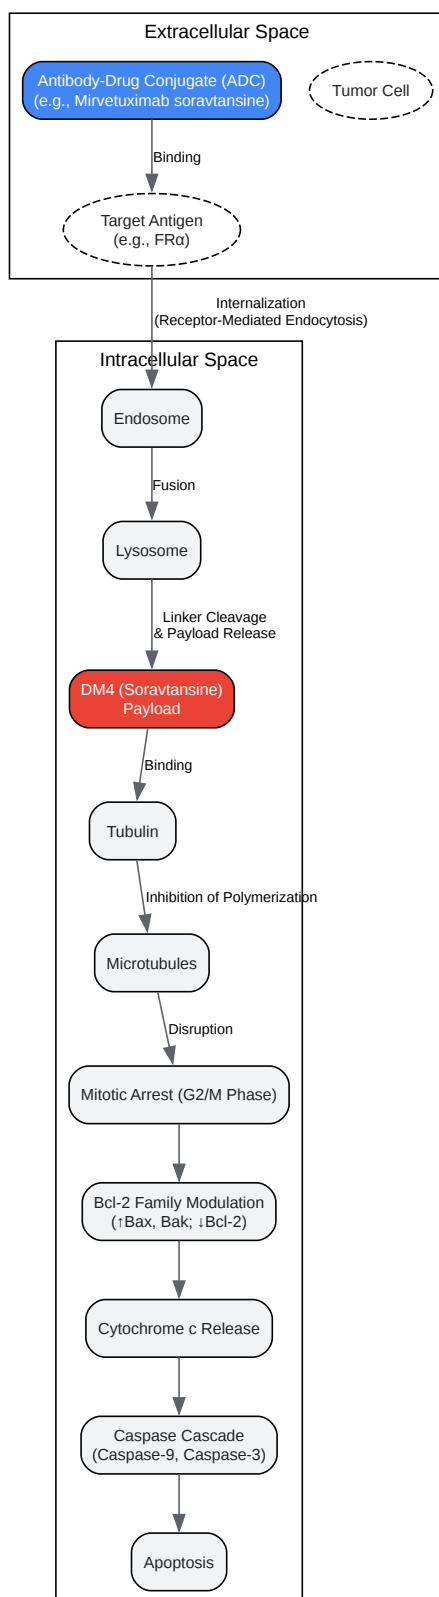 Extracellular Space
Antibody-Drug Conjugate (ADC)
(e.g., Mirvetuximab soravtansine)
Tumor Cell
Binding
Target Antigen
(e.g., FRα)
Internalization
(Receptor-Mediated Endocytosis)
Intracellular Space
Endosome
Fusion
Lysosome
Linker Cleavage
& Payload Release
DM4 (Soravtansine)
Payload
Binding
Tubulin
Inhibition of Polymerization
Microtubules
Disruption
Mitotic Arrest (G2/M Phase)
Bcl-2 Family Modulation
(↑Bax, Bak; ↓Bcl-2)
Cytochrome c Release
Caspase Cascade
(Caspase-9, Caspase-3)
Apoptosis